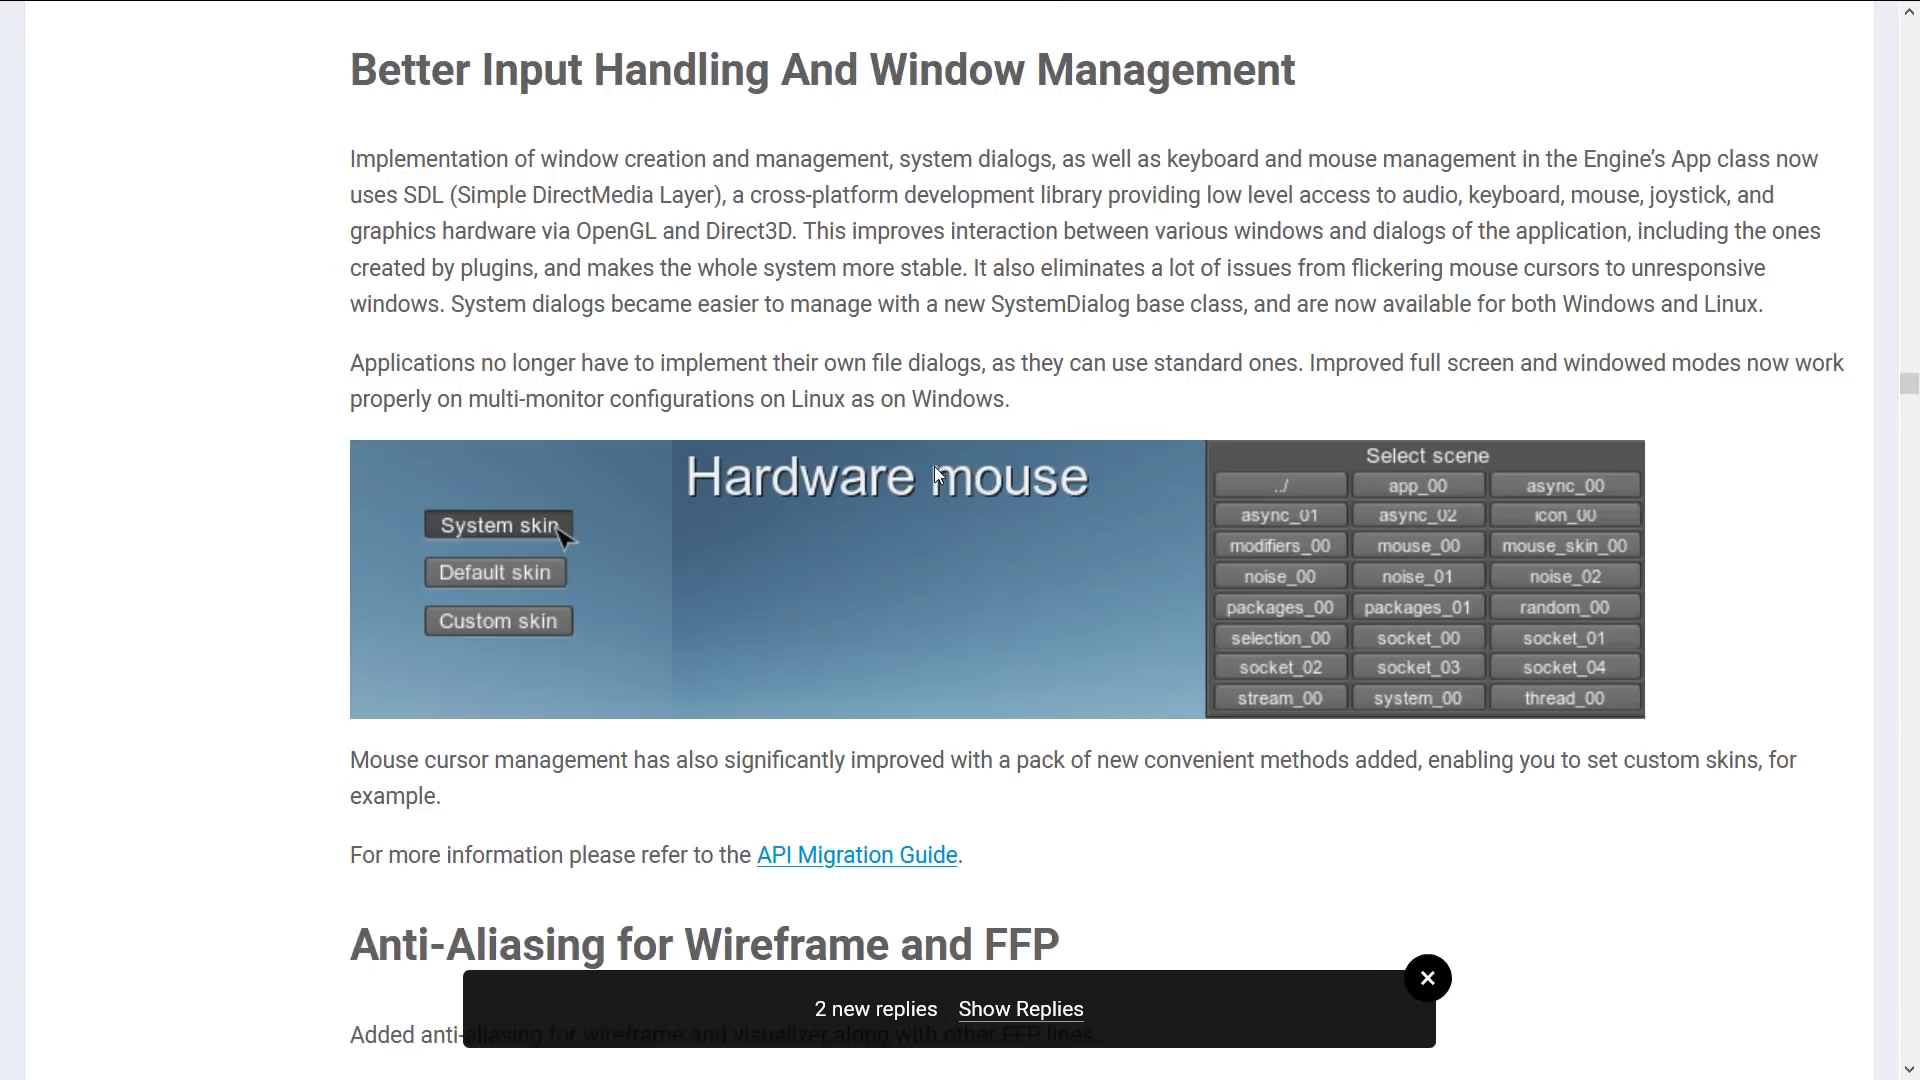 Better Input Handling And Window Management
Implementation of window creation and management, system dialogs, as well as keyboard and mouse management in the Engine’s App class now
uses SDL (Simple DirectMedia Layer), a cross-platform development library providing low level access to audio, keyboard, mouse, joystick, and
graphics hardware via OpenGL and Direct3D. This improves interaction between various windows and dialogs of the application, including the ones
created by plugins, and makes the whole system more stable. It also eliminates a lot of issues from flickering mouse cursors to unresponsive
windows. System dialogs became easier to manage with a new SystemDialog base class, and are now available for both Windows and Linux.
Applications no longer have to implement their own file dialogs, as they can use standard ones. Improved full screen and windowed modes now work
properly on multi-monitor configurations on Linux as on Windows.
System skin
Default skin
Custom skin
Hardware mouse
Select scene
../ app_00 async_00
async_01 async_02 icon_00
modifiers_00 mouse_00 mouse_skin_00
noise_00 noise_01 noise_02
packages_00 packages_01 random_00
selection_00 socket_00 socket_01
socket_02 socket_03 socket_04
stream_00 system_00 thread_00
Mouse cursor management has also significantly improved with a pack of new convenient methods added, enabling you to set custom skins, for
example.
For more information please refer to the API Migration Guide.
Anti-Aliasing for Wireframe and FFP
2 new replies Show Replies
Added anti-aliasing for wireframe and visualizer along with other FFP lines.